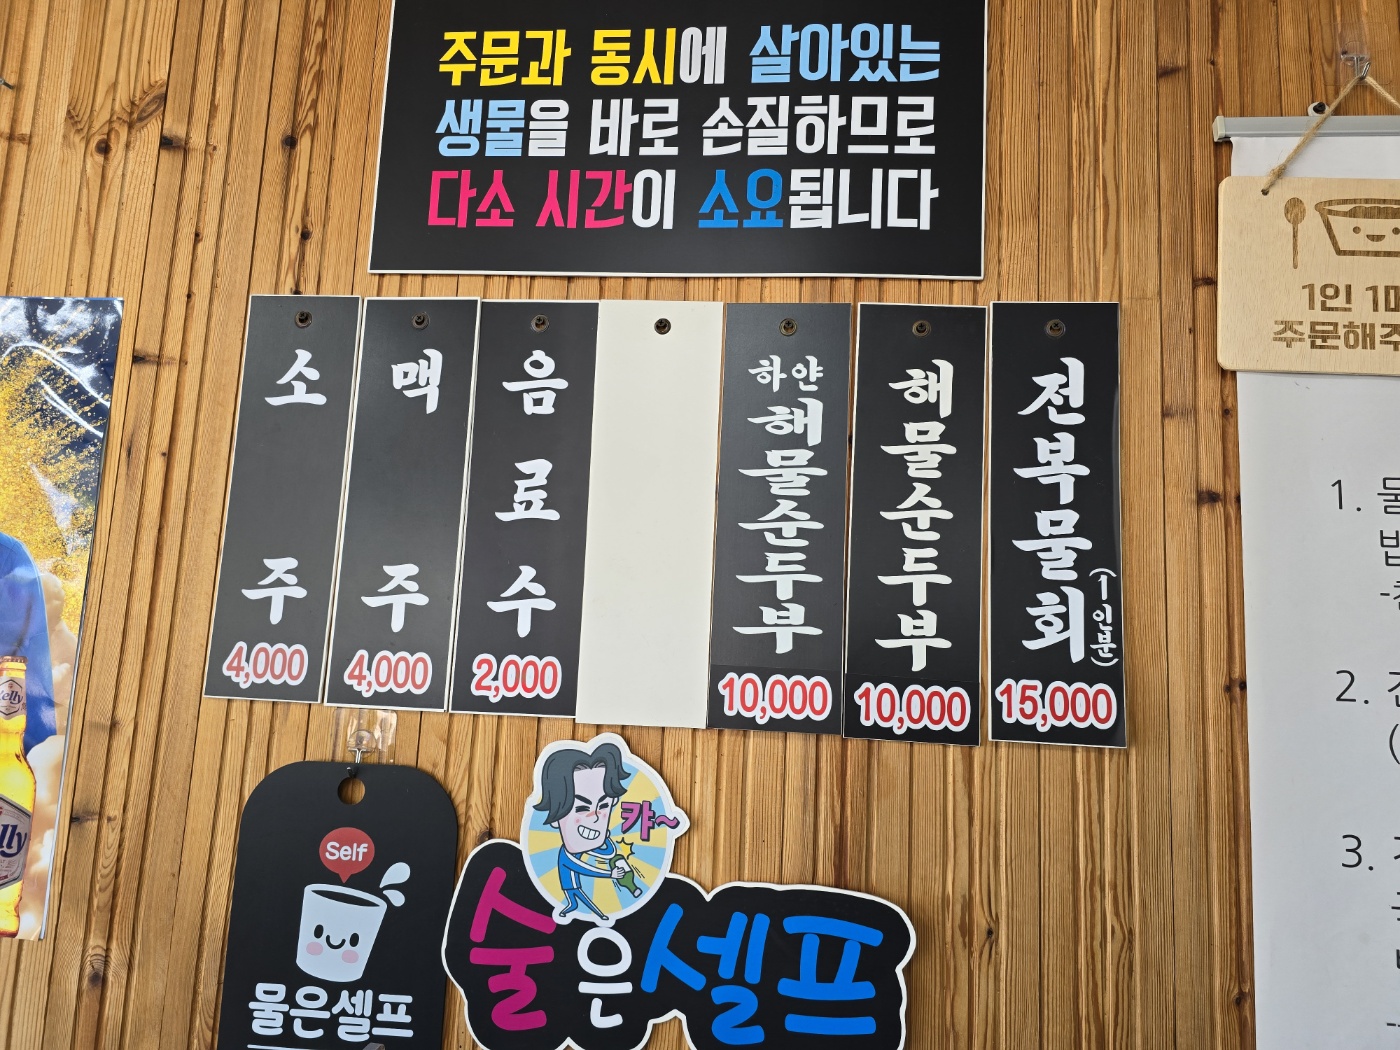 주문과 동시에 살아있는
생물을 바로 손질하므로
다소 시간이 소요됩니다
소주
4,000
맥주
4,000
음료수
2,000
하얀
해물순두부
10,000
해물순두부
10,000
전복물회
(1인분)
15,000
1인
주문해주
1.
2.
3.
Self
물은셀프
캬~
술은셀프